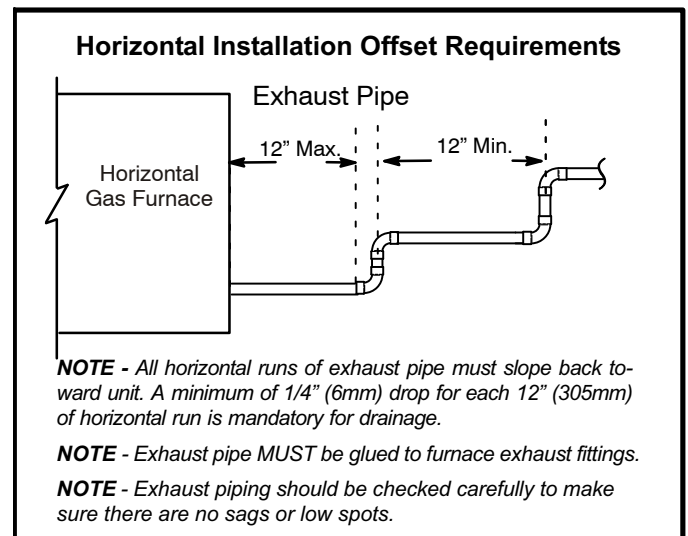 Horizontal Installation Offset Requirements
Exhaust Pipe
12” Max.
12” Min.
Horizontal
Gas Furnace
NOTE - All horizontal runs of exhaust pipe must slope back to-
ward unit. A minimum of 1/4” (6mm) drop for each 12” (305mm)
of horizontal run is mandatory for drainage.
NOTE - Exhaust pipe MUST be glued to furnace exhaust fittings.
NOTE - Exhaust piping should be checked carefully to make
sure there are no sags or low spots.